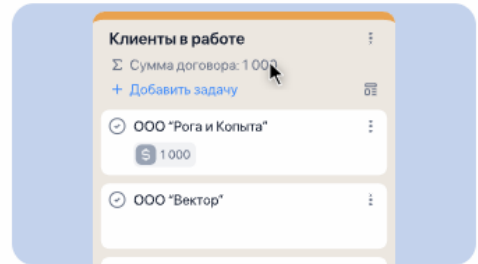 Клиенты в работе
Σ Сумма договора: 1 000
+ Добавить задачу
ООО "Рога и Копыта"
$ 1 000
ООО "Вектор"